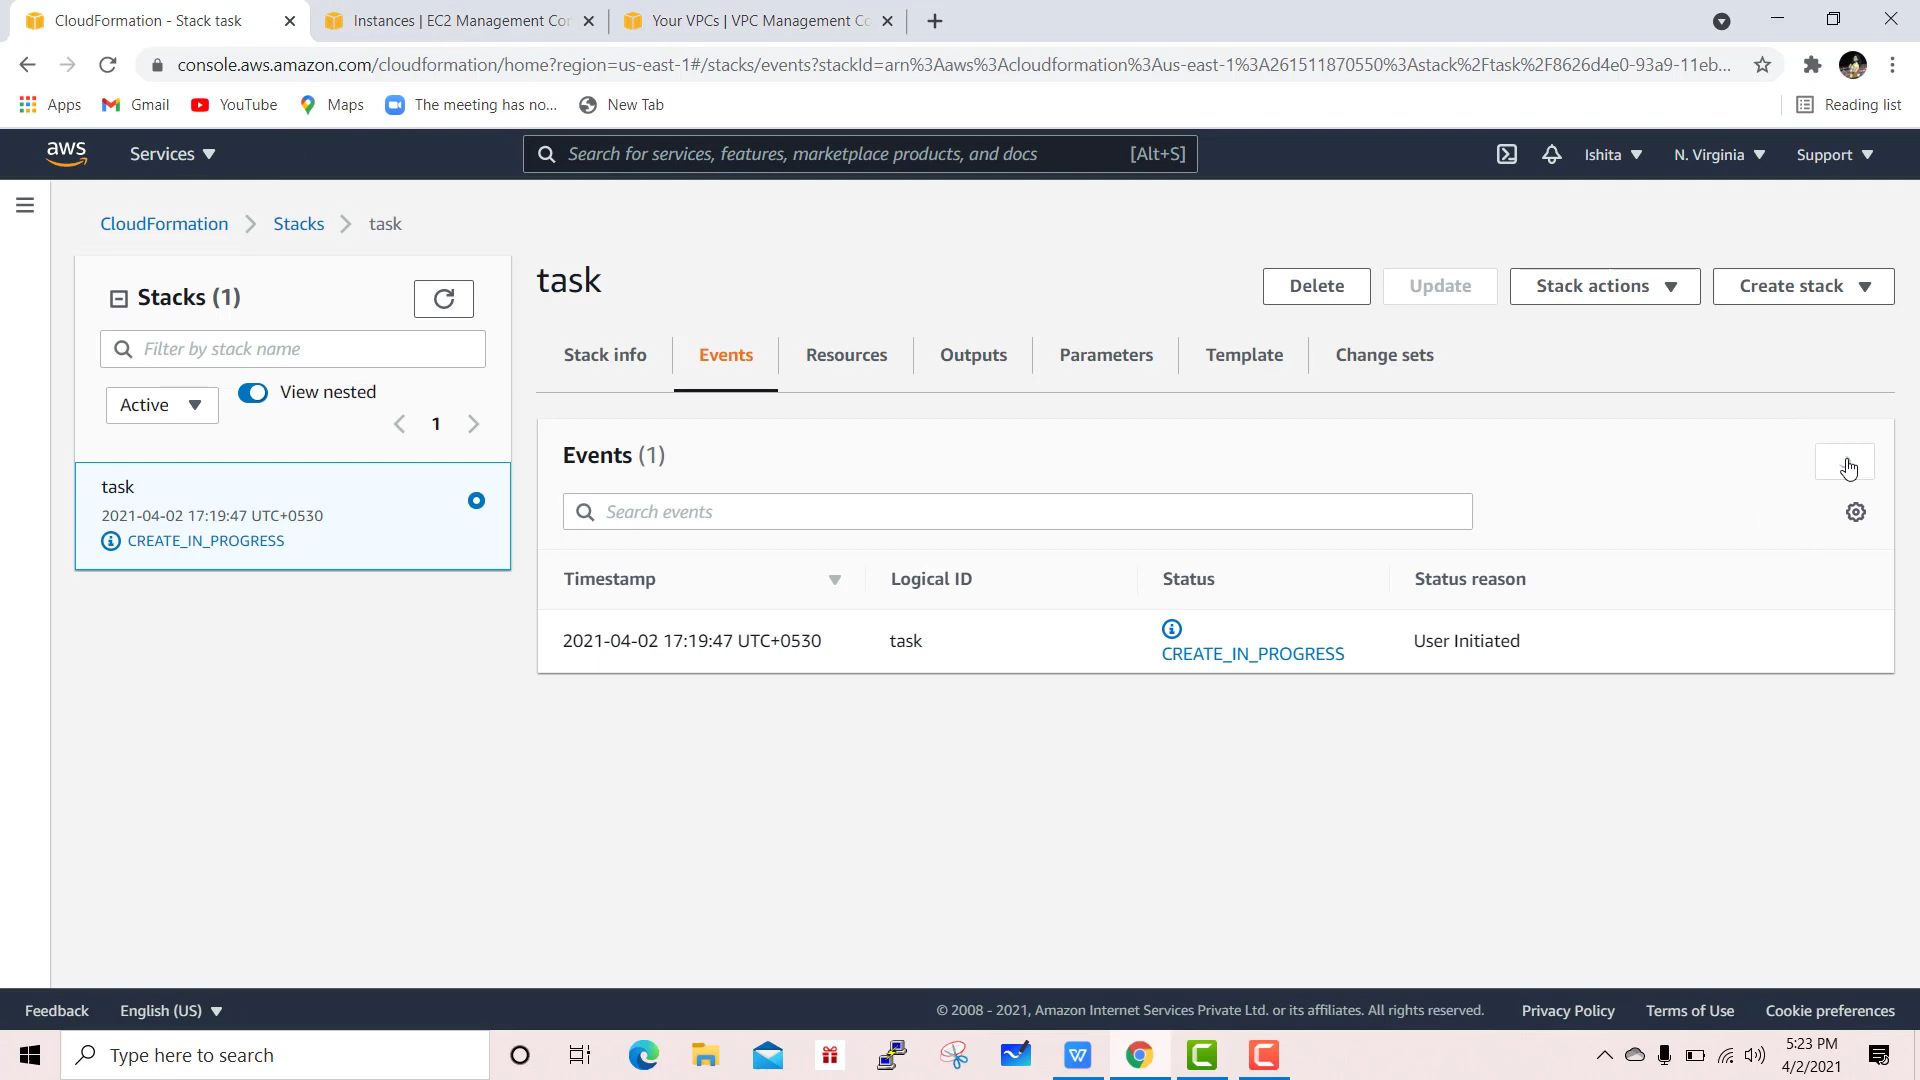 CloudFormation - Stack task
Instances | EC2 Management Con
Your VPCs | VPC Management Co
console.aws.amazon.com/cloudformation/home?region=us-east-1#/stacks/events?stackId=arn%3Aaws%3Acloudformation%3Aus-east-1%3A261511870550%3Astack%2Ftask%2F8626d4e0-93a9-11eb...
Apps
Gmail
YouTube
Maps
The meeting has no...
New Tab
Reading list
aws
Services
Search for services, features, marketplace products, and docs
[Alt+S]
Ishita
N. Virginia
Support
CloudFormation
Stacks
task
Stacks (1)
Filter by stack name
Active
View nested
1
task
2021-04-02 17:19:47 UTC+0530
CREATE_IN_PROGRESS
task
Delete
Update
Stack actions
Create stack
Stack info
Events
Resources
Outputs
Parameters
Template
Change sets
Events (1)
Search events
Timestamp
Logical ID
Status
Status reason
2021-04-02 17:19:47 UTC+0530
task
CREATE_IN_PROGRESS
User Initiated
Feedback
English (US)
© 2008 - 2021, Amazon Internet Services Private Ltd. or its affiliates. All rights reserved.
Privacy Policy
Terms of Use
Cookie preferences
Type here to search
5:23 PM
4/2/2021